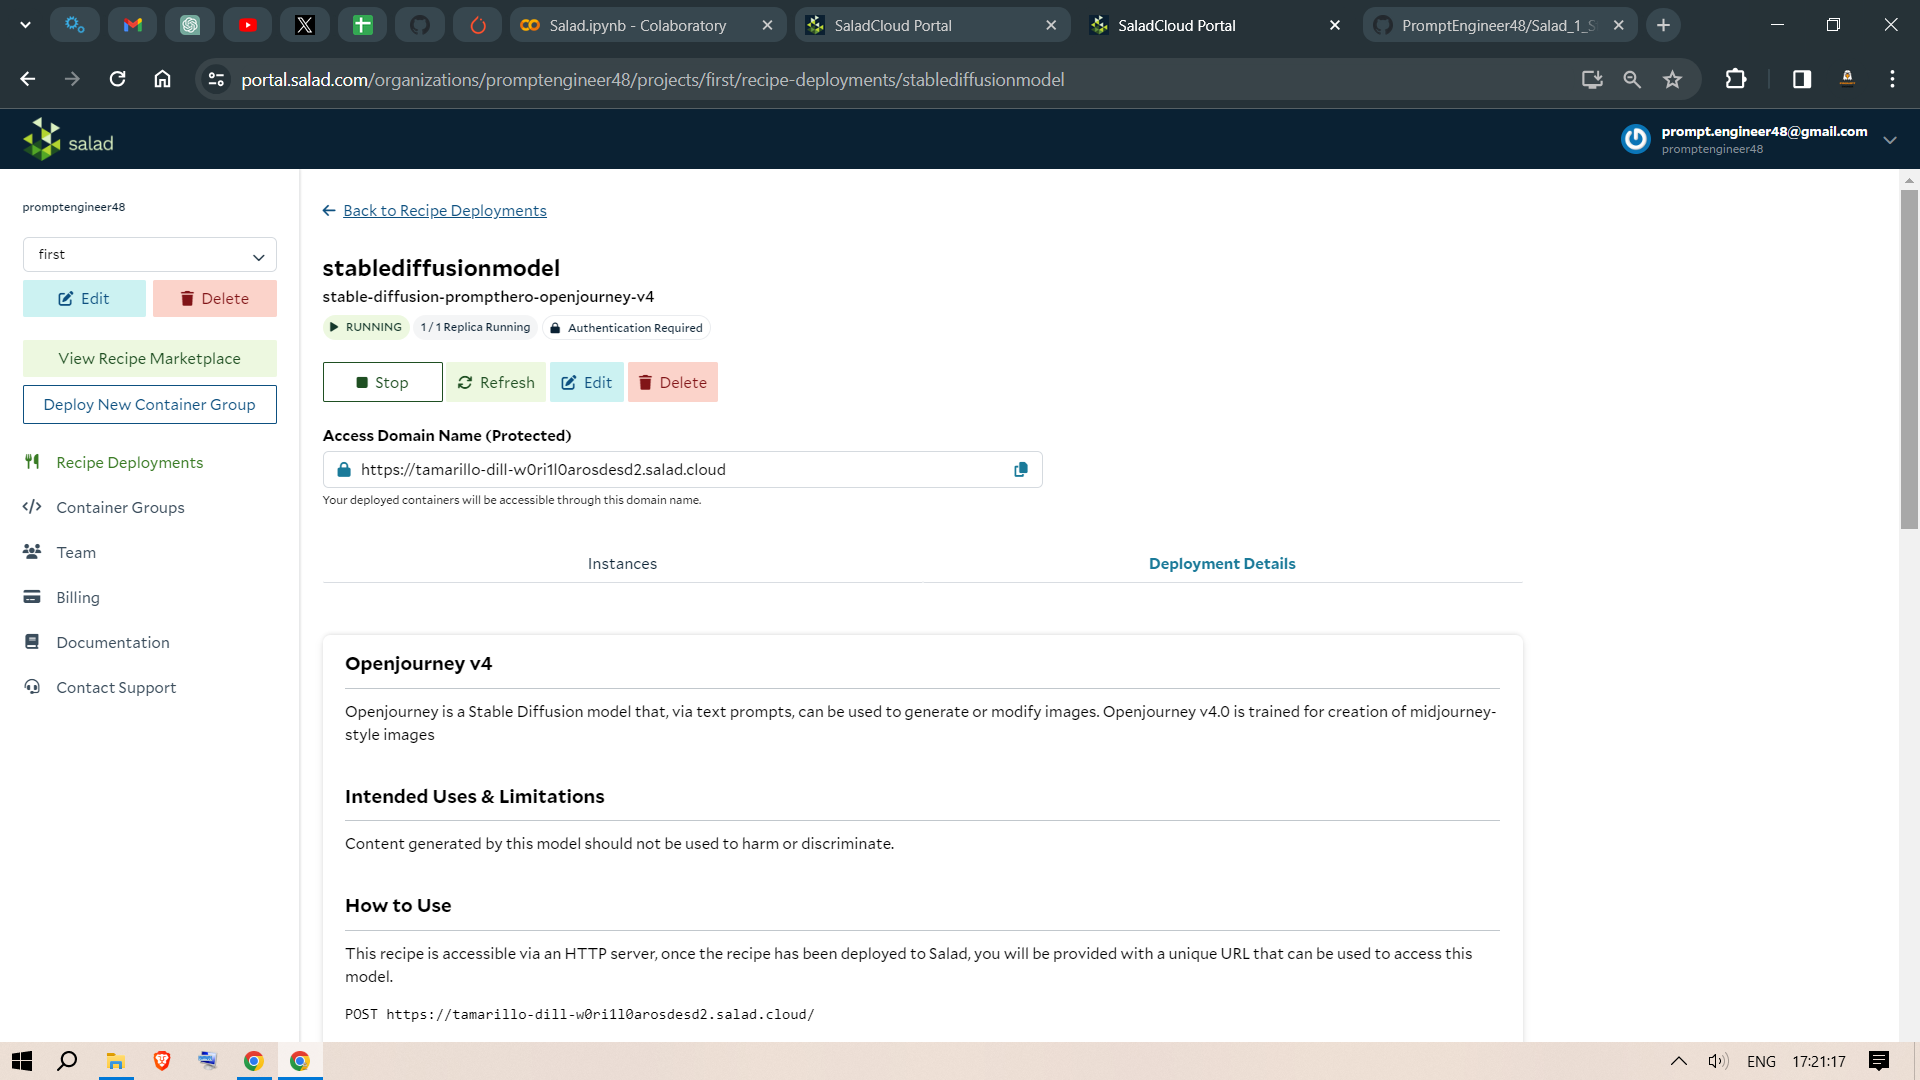 Salad.ipynb - Colaboratory
SaladCloud Portal
SaladCloud Portal
PromptEngineer48/Salad_1_S
portal.salad.com/organizations/promptengineer48/projects/first/recipe-deployments/stablediffusionmodel
salad
prompt.engineer48@gmail.com
promptengineer48
promptengineer48
first
Edit
Delete
View Recipe Marketplace
Deploy New Container Group
Recipe Deployments
Container Groups
Team
Billing
Documentation
Contact Support
Back to Recipe Deployments
stablediffusionmodel
stable-diffusion-prompthero-openjourney-v4
RUNNING
1 / 1 Replica Running
Authentication Required
Stop
Refresh
Edit
Delete
Access Domain Name (Protected)
https://tamarillo-dill-w0ri1l0arosdesd2.salad.cloud
Your deployed containers will be accessible through this domain name.
Instances
Deployment Details
Openjourney v4
Openjourney is a Stable Diffusion model that, via text prompts, can be used to generate or modify images. Openjourney v4.0 is trained for creation of midjourney-
style images
Intended Uses & Limitations
Content generated by this model should not be used to harm or discriminate.
How to Use
This recipe is accessible via an HTTP server, once the recipe has been deployed to Salad, you will be provided with a unique URL that can be used to access this
model.
POST https://tamarillo-dill-w0ri1l0arosdesd2.salad.cloud/
ENG
17:21:17